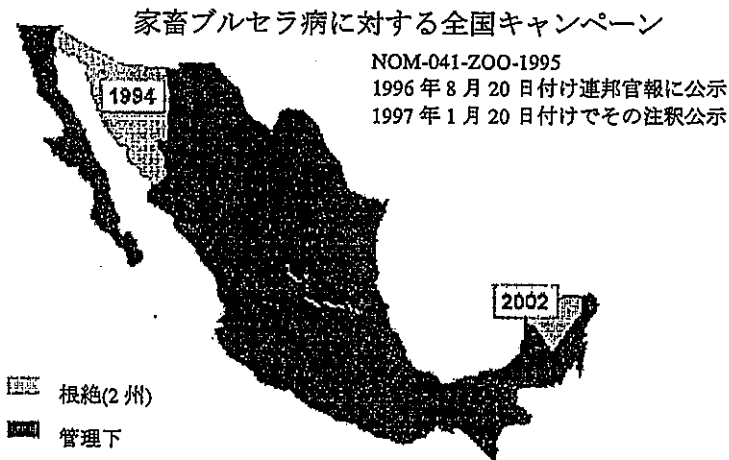 家畜ブルセラ病に対する全国キャンペーン
NOM-041-ZOO-1995
1996 年 8 月 20 日付け連邦官報に公示
1997 年 1 月 20 日付けでその注釈公示
1994
2002
根絶(2 州)
管理下